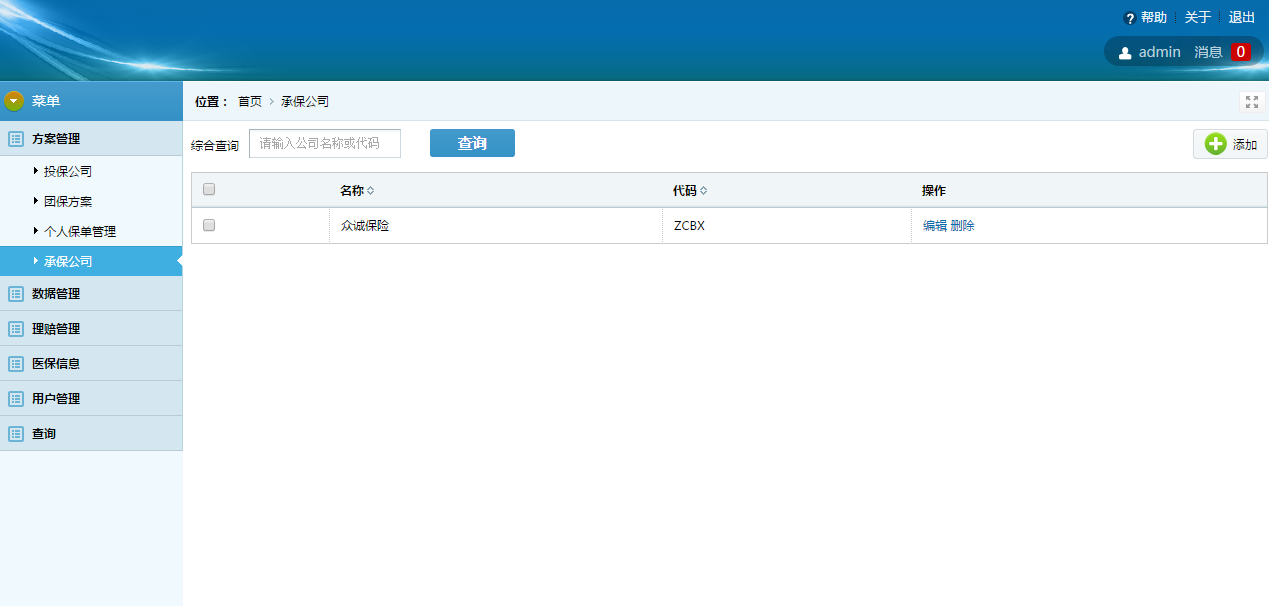 帮助 关于 退出
admin 消息 0
菜单
位置： 首页 > 承保公司
方案管理
投保公司
团保方案
个人保单管理
承保公司
数据管理
理赔管理
医保信息
用户管理
查询
综合查询 请输入公司名称或代码 查询 添加
名称 代码 操作
众诚保险 ZCBX 编辑 删除